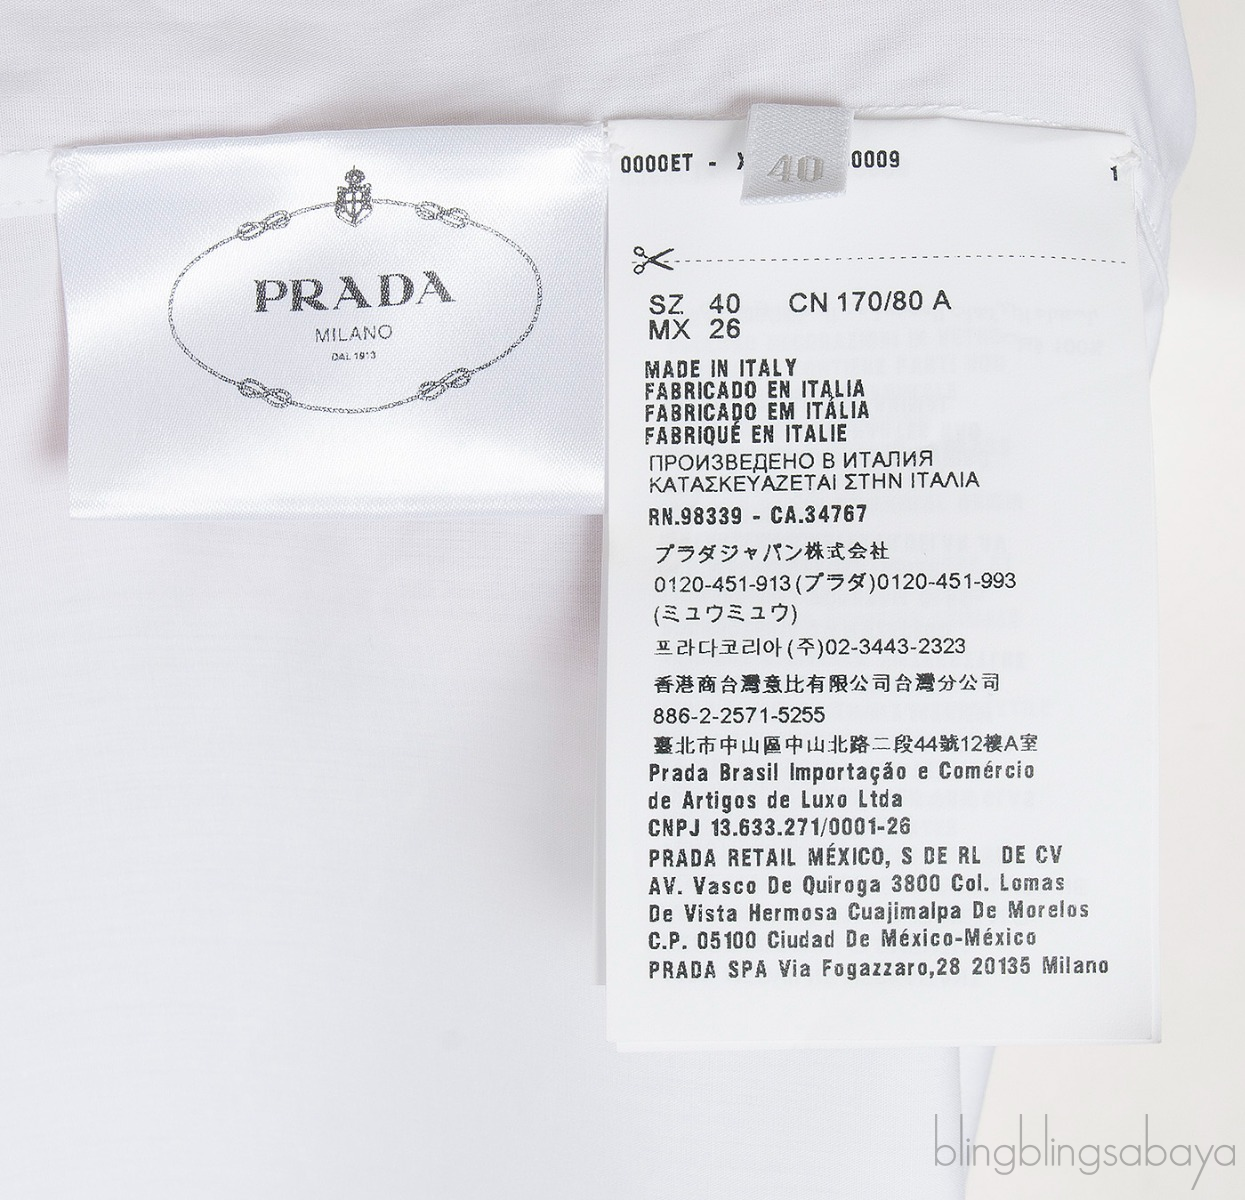 PRADA
MILANO
DAL 1913
40
0000ET - 0009
1
SZ 40 CN 170/80 A
MX 26
MADE IN ITALY
FABRICADO EN ITALIA
FABRICADO EM ITÁLIA
FABRIQUÉ EN ITALIE
ПРОИЗВЕДЕНО В ИТАЛИЯ
ΚΑΤΑΣΚΕΥΑΖΕΤΑΙ ΣΤΗΝ ΙΤΑΛΙΑ
RN.98339 - CA.34767
プラダジャパン株式会社
0120-451-913(プラダ)0120-451-993
(ミュウミュウ)
프라다코리아(주)02-3443-2323
香港商台灣意比有限公司台灣分公司
886-2-2571-5255
臺北市中山區中山北路二段44號12樓A室
Prada Brasil Importação e Comércio
de Artigos de Luxo Ltda
CNPJ 13.633.271/0001-26
PRADA RETAIL MÉXICO, S DE RL DE CV
AV. Vasco De Quiroga 3800 Col. Lomas
De Vista Hermosa Cuajimalpa De Morelos
C.P. 05100 Ciudad De México-México
PRADA SPA Via Fogazzaro,28 20135 Milano
blingblingsabaya